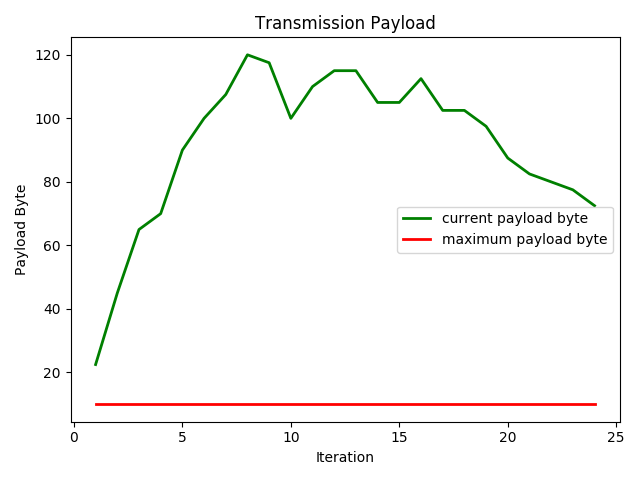 Transmission Payload
120
100
80
60
40
20
Payload Byte
current payload byte
maximum payload byte
0 5 10 15 20 25
Iteration